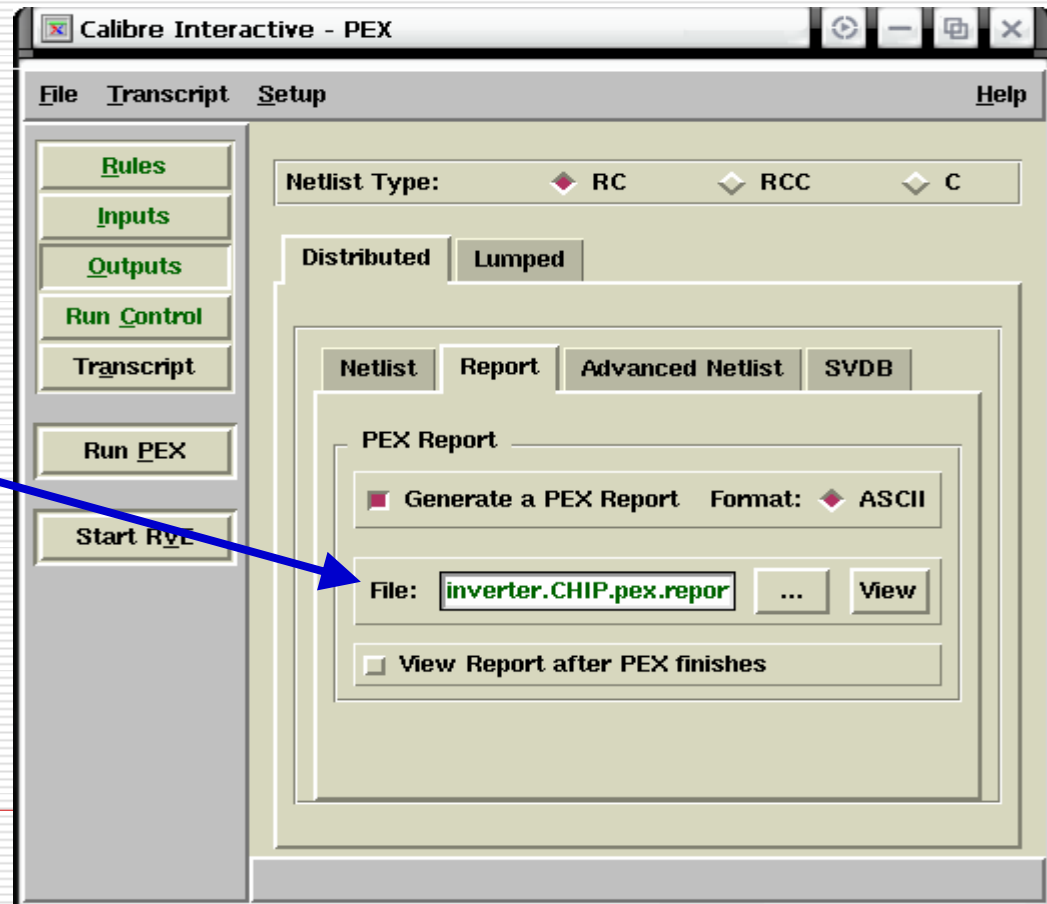 Calibre Interactive - PEX
File Transcript Setup Help
Rules
Inputs
Outputs
Run Control
Transcript
Run PEX
Start RVE
Netlist Type: RC RCC C
Distributed Lumped
Netlist Report Advanced Netlist SVDB
PEX Report
Generate a PEX Report Format: ASCII
File: inverter.CHIP.pex.repor ... View
View Report after PEX finishes